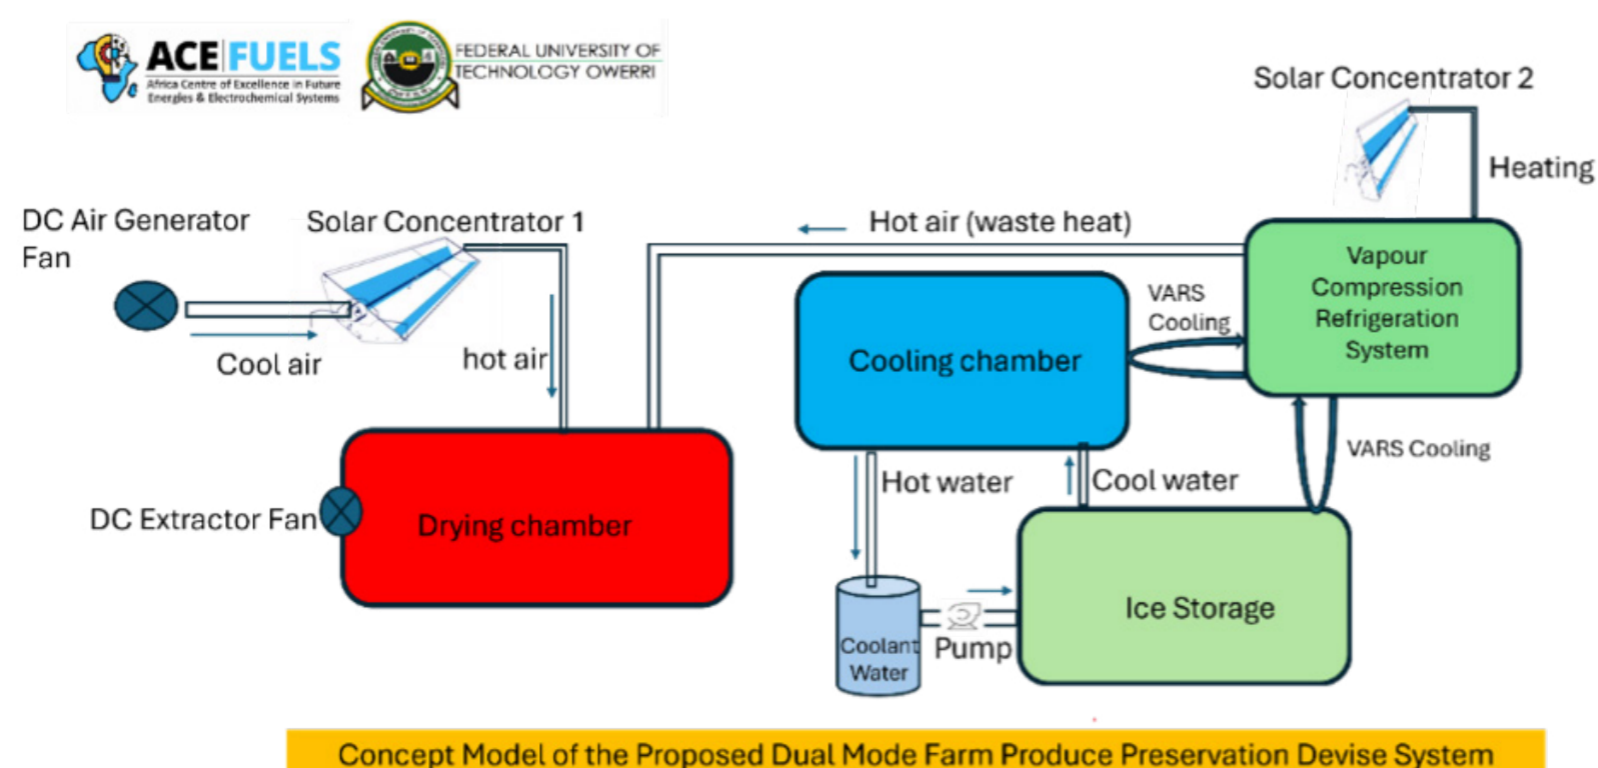 ACE|FUELS
Africa Centre of Excellence in Future
Energies & Electrochemical Systems
FEDERAL UNIVERSITY OF
TECHNOLOGY OWERRI
Solar Concentrator 2
Heating
DC Air Generator
Fan
Solar Concentrator 1
Hot air (waste heat)
Cool air
hot air
VARS
Cooling
Vapour
Compression
Refrigeration
System
Cooling chamber
VARS Cooling
Hot water
Cool water
DC Extractor Fan
Drying chamber
Coolant
Water
Pump
Ice Storage
Concept Model of the Proposed Dual Mode Farm Produce Preservation Devise System